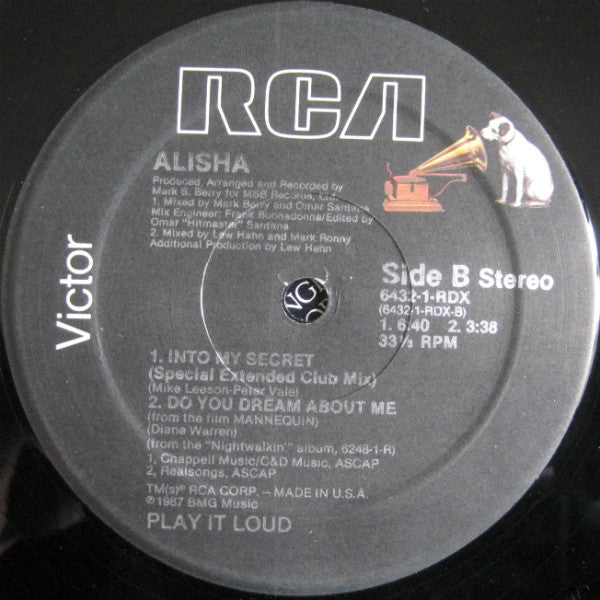 RCA
ALISHA
Produced, Arranged and Recorded by
Mark S. Berry for MSB Records, Ltd.
1. Mixed by Mark Berry and Omar Santana
Mix Engineer: Frank Buonadonna/Edited by
Omar "Hitmaster" Santana
2. Mixed by Lew Hahn and Mark Ronny
Additional Production by Lew Hahn
Victor
Side B Stereo
6432-1-RDX
(6432-1-RDX-B)
1. 6:40 2. 3:38
33⅓ RPM
NG
1. INTO MY SECRET
(Special Extended Club Mix)
(Mike Leeson-Peter Vale)
2. DO YOU DREAM ABOUT ME
(from the film MANNEQUIN)
(Diane Warren)
(from the "Nightwalkin'" album, 6248-1-R)
1, Chappell Music/C&D Music, ASCAP
2, Realsongs, ASCAP
TM(s)® RCA CORP. – MADE IN U.S.A.
℗1987 BMG Music
PLAY IT LOUD